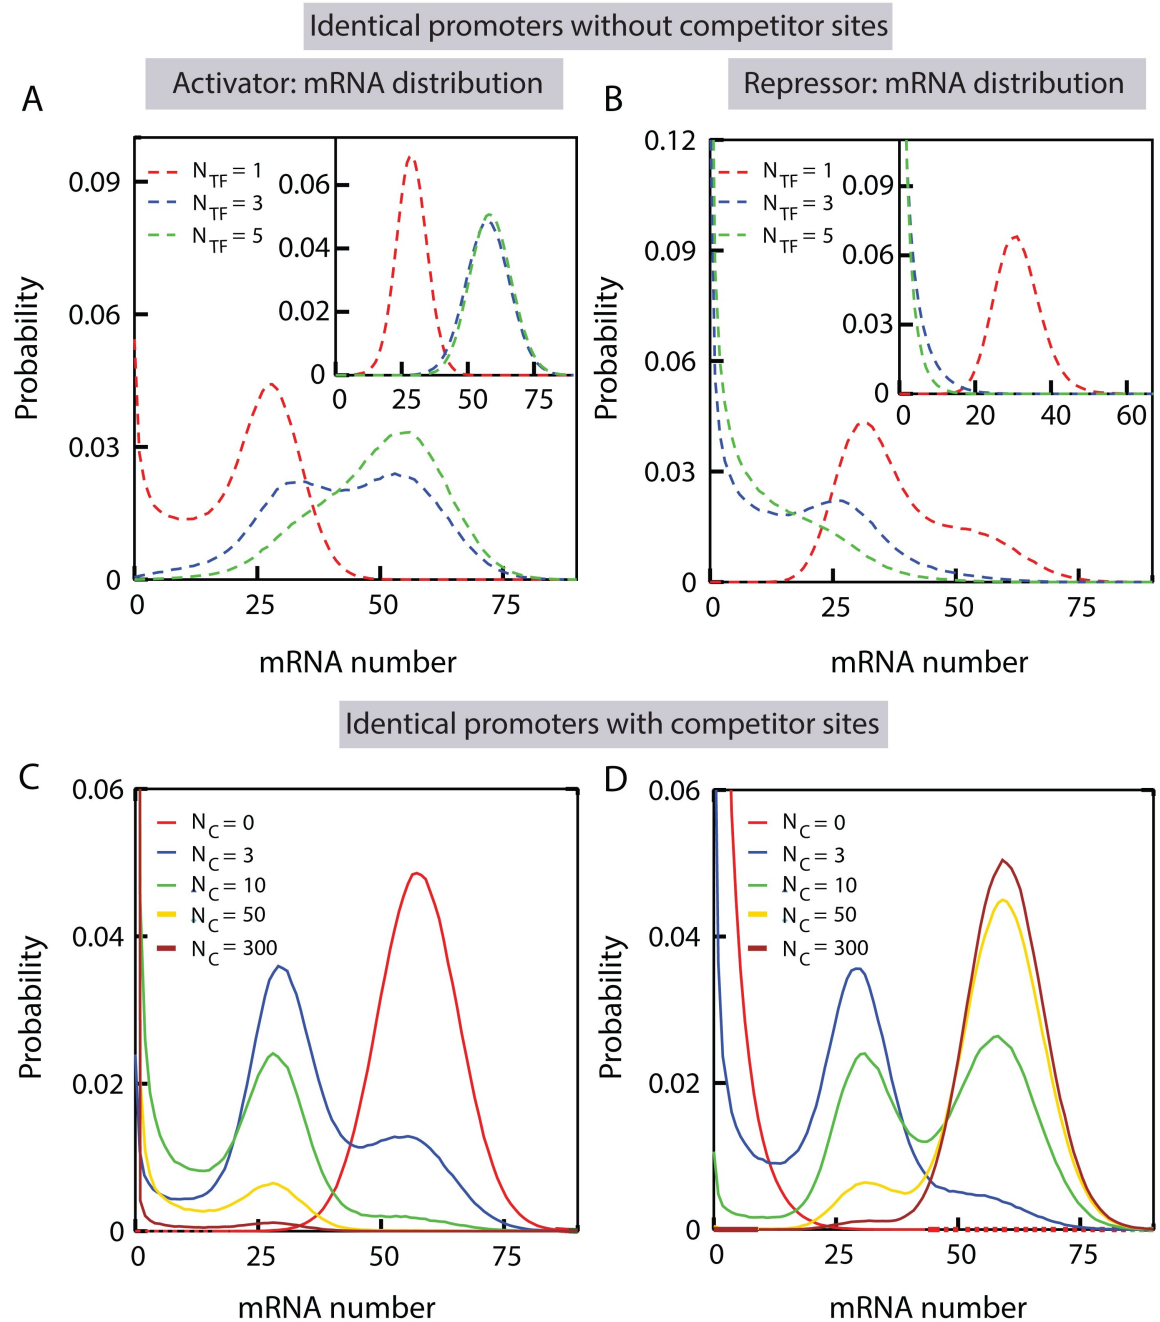 Identical promoters without competitor sites
Activator: mRNA distribution
Repressor: mRNA distribution
A
N_TF = 1
N_TF = 3
N_TF = 5
0.09
0.06
0.03
0
0 25 50 75
Probability
mRNA number
0.06
0.04
0.02
0
0 25 50 75
B
N_TF = 1
N_TF = 3
N_TF = 5
0.12
0.09
0.06
0.03
0
0 25 50 75
Probability
mRNA number
0.09
0.06
0.03
0
0 20 40 60
Identical promoters with competitor sites
C
N_C = 0
N_C = 3
N_C = 10
N_C = 50
N_C = 300
0.06
0.04
0.02
0
0 25 50 75
Probability
mRNA number
D
N_C = 0
N_C = 3
N_C = 10
N_C = 50
N_C = 300
0.06
0.04
0.02
0
0 25 50 75
Probability
mRNA number